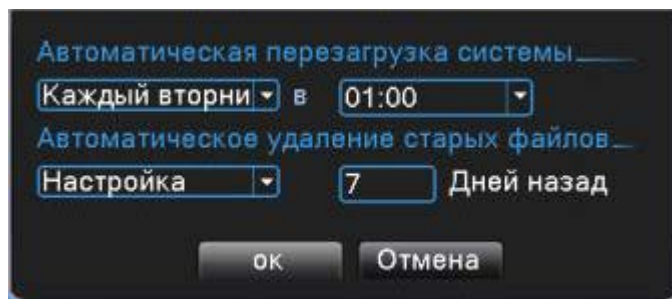 Автоматическая перезагрузка системы
Каждый вторни в 01:00
Автоматическое удаление старых файлов
Настройка 7 Дней назад
ок Отмена